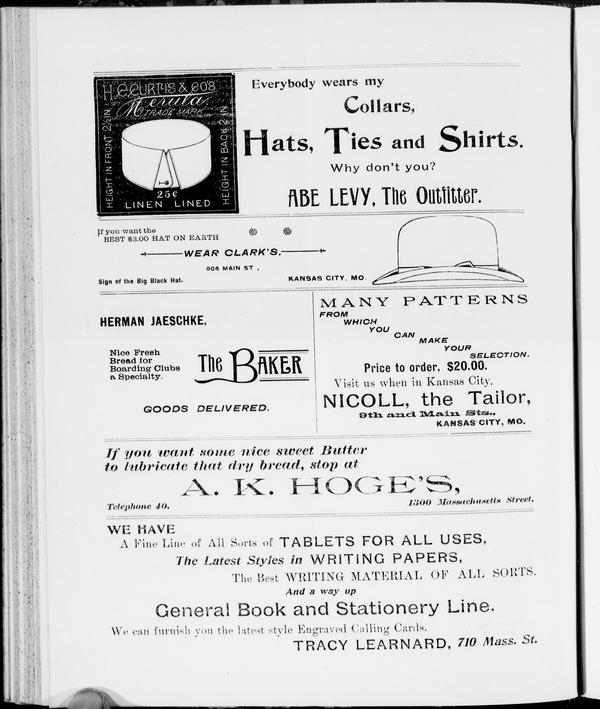 H. C. CURTIS & CO'S
Merula
TRADE MARK
HEIGHT IN FRONT 2½ IN
HEIGHT IN BACK 2 IN
25¢
LINEN LINED
Everybody wears my
Collars,
Hats, Ties and Shirts.
Why don't you?
ABE LEVY, The Outfitter.
If you want the
BEST $3.00 HAT ON EARTH
WEAR CLARK'S,
906 MAIN ST,
Sign of the Big Black Hat.
KANSAS CITY, MO.
HERMAN JAESCHKE,
Nice Fresh
Bread for
Boarding Clubs
a Specialty.
The BAKER
GOODS DELIVERED.
MANY PATTERNS
FROM
WHICH
YOU
CAN
MAKE
YOUR
SELECTION.
Price to order, $20.00.
Visit us when in Kansas City.
NICOLL, the Tailor,
9th and Main Sts.,
KANSAS CITY, MO.
If you want some nice sweet Butter
to lubricate that dry bread, stop at
A. K. HOGE'S,
Telephone 40.
1300 Massachusetts Street.
WE HAVE
A Fine Line of All Sorts of TABLETS FOR ALL USES,
The Latest Styles in WRITING PAPERS,
The Best WRITING MATERIAL OF ALL SORTS.
And a way up
General Book and Stationery Line.
We can furnish you the latest style Engraved Calling Cards.
TRACY LEARNARD, 710 Mass. St.